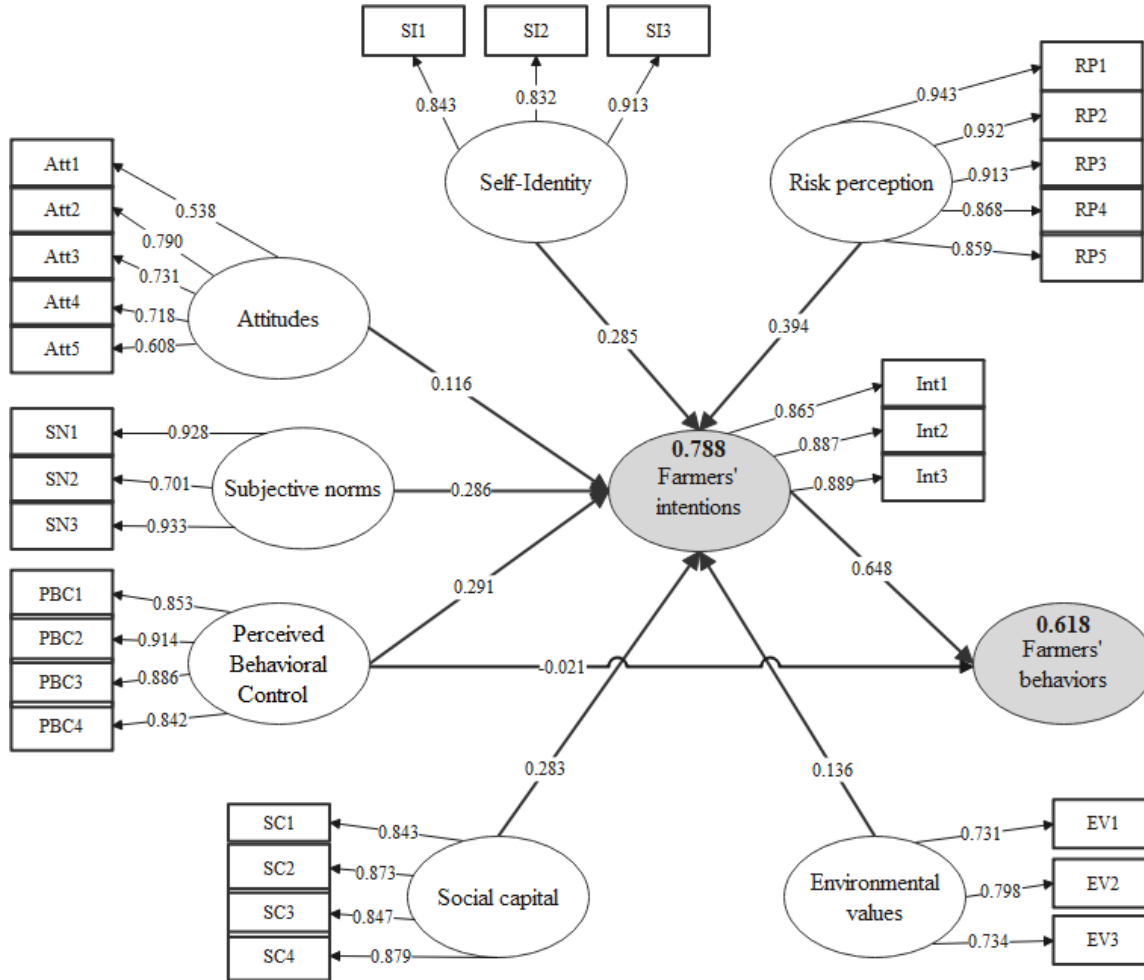 SI1
SI2
SI3
0.843
0.832
0.913
Self-Identity
0.285
RP1
RP2
RP3
RP4
RP5
0.943
0.932
0.913
0.868
0.859
Risk perception
0.394
Att1
Att2
Att3
Att4
Att5
0.538
0.790
0.731
0.718
0.608
Attitudes
0.116
SN1
SN2
SN3
0.928
0.701
0.933
Subjective norms
0.286
0.788
Farmers'
intentions
0.865
0.887
0.889
Int1
Int2
Int3
0.648
PBC1
PBC2
PBC3
PBC4
0.853
0.914
0.886
0.842
Perceived
Behavioral
Control
0.291
-0.021
0.618
Farmers'
behaviors
SC1
SC2
SC3
SC4
0.843
0.873
0.847
0.879
Social capital
0.283
Environmental
values
0.136
0.731
0.798
0.734
EV1
EV2
EV3